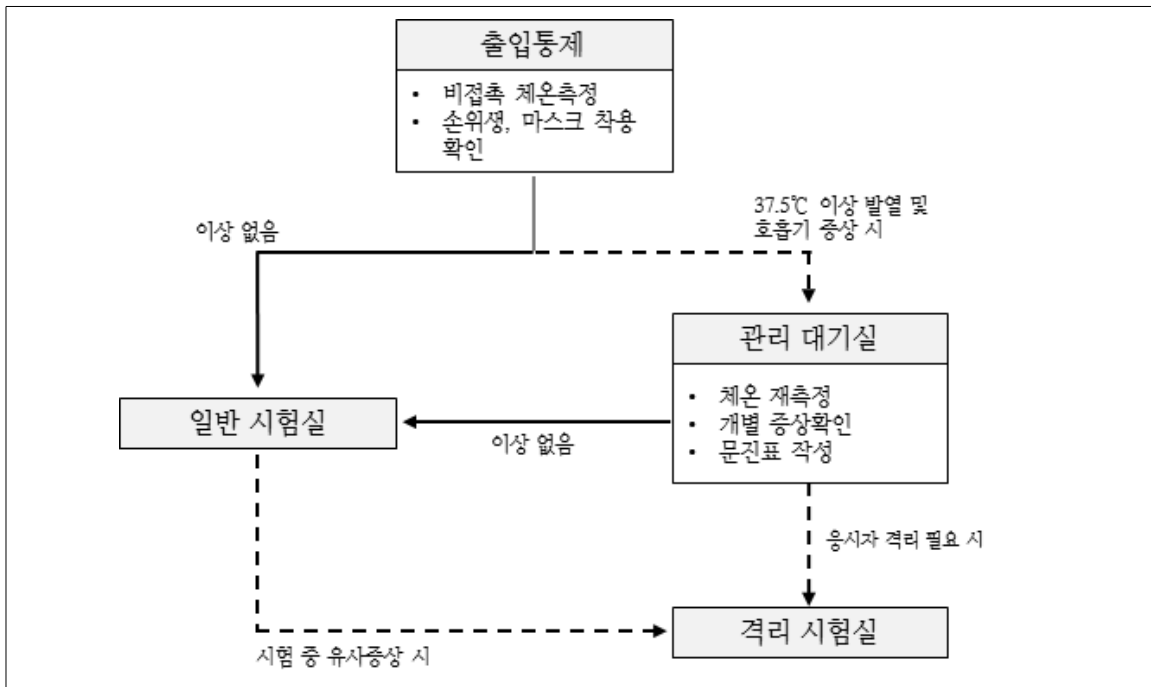 출입통제
• 비접촉 체온측정
• 손위생, 마스크 착용
확인
이상 없음
37.5℃ 이상 발열 및
호흡기 증상 시
관리 대기실
• 체온 재측정
• 개별 증상확인
• 문진표 작성
일반 시험실
이상 없음
응시자 격리 필요 시
격리 시험실
시험 중 유사증상 시